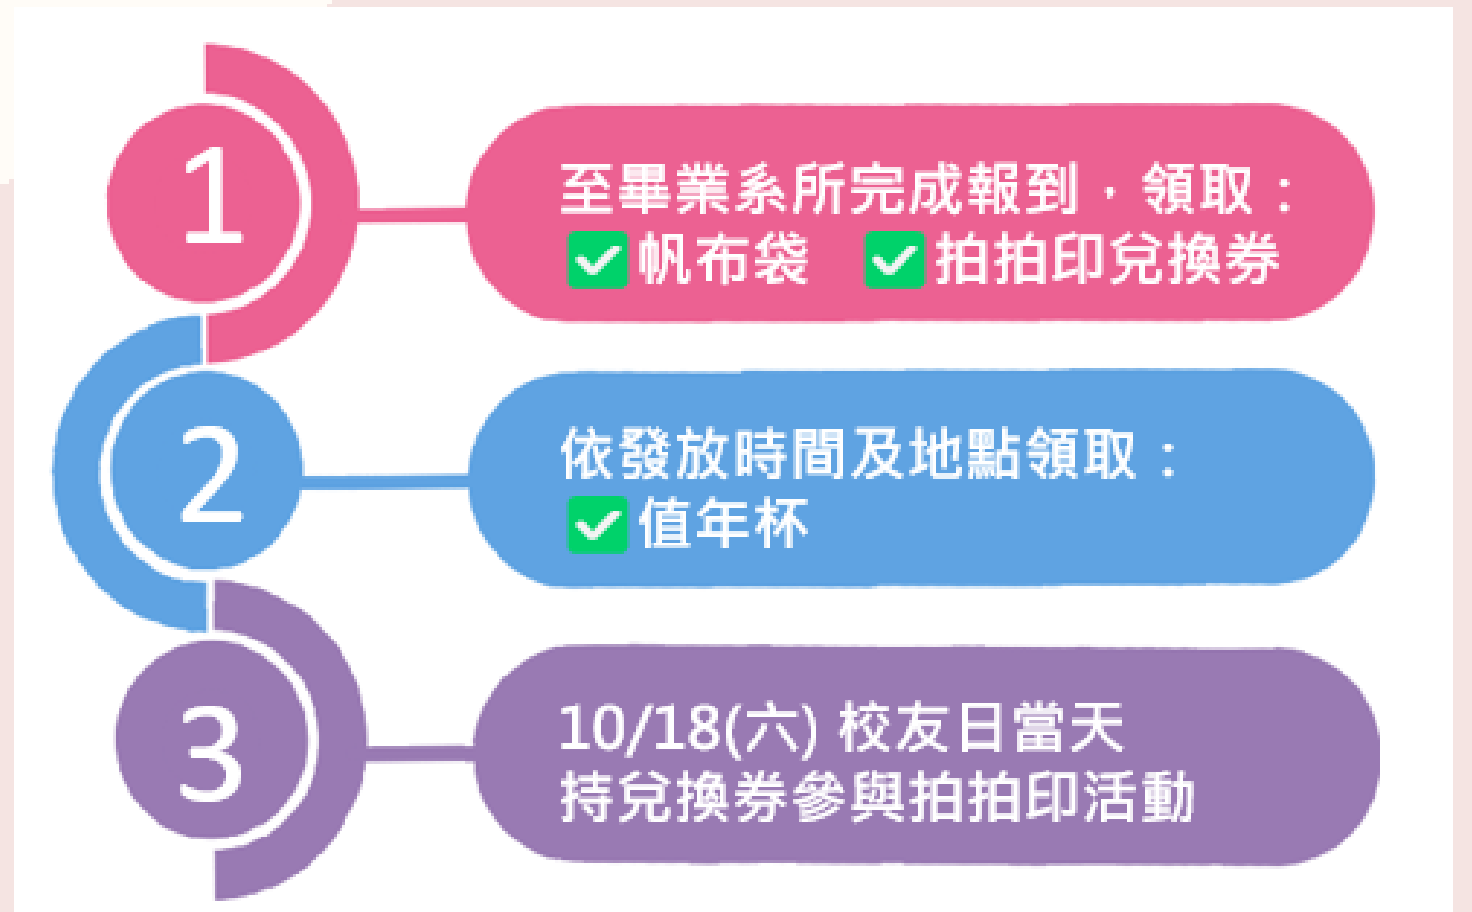 1
至畢業系所完成報到，領取：
✅帆布袋 ✅拍拍印兌換券
2
依發放時間及地點領取：
✅值年杯
3
10/18(六) 校友日當天
持兌換券參與拍拍印活動